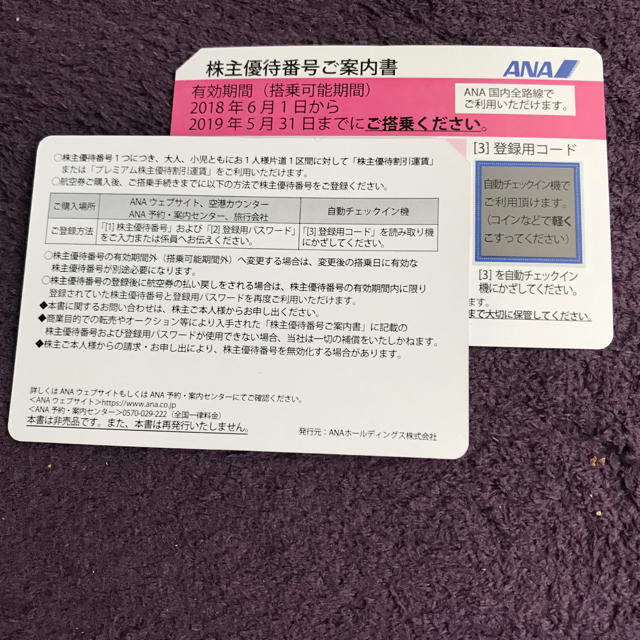 株主優待番号ご案内書
ANA
有効期間(搭乗可能期間)
2018年6月1日から
2019年5月31日までにご搭乗ください。
ANA国内全路線で
ご利用いただけます。
[3] 登録用コード
自動チェックイン機で
ご利用頂けます。
(コインなどで軽く
こすってください)
[3]を自動チェックイン
機にかざしてください。
ます。
まで大切に保管してください。
○株主優待番号1つにつき、大人、小児ともにお1人様片道1区間に対して「株主優待割引運賃」
または「プレミアム株主優待割引運賃」をご利用いただけます。
○航空券ご購入後、ご搭乗手続きまでに以下の方法で株主優待番号をご登録ください。
ご購入場所
ANAウェブサイト、空港カウンター
ANA予約・案内センター、旅行会社
自動チェックイン機
ご登録方法
「[1]株主優待番号」および「[2]登録用パスワード」
をご入力または係員へお伝えください。
「[3]登録用コード」を読み取り機
にかざしてください。
○株主優待番号の有効期間外(搭乗可能期間外)へ変更する場合は、変更後の搭乗日に有効な
株主優待番号が別途必要になります。
○株主優待番号の登録後に航空券の払い戻しをされる場合は、株主優待番号の有効期間内に限り
登録されていた株主優待番号と登録用パスワードを再度ご利用いただけます。
◆本書に関するお問い合わせは、株主ご本人様からお申し出ください。
◆商業目的での転売やオークション等により入手された「株主優待番号ご案内書」に記載の
株主優待番号および登録用パスワードが使用できない場合、当社は一切の補償をいたしかねます。
◆株主ご本人様からの請求・お申し出により、株主優待番号を無効化する場合があります。
詳しくはANAウェブサイトもしくはANA予約・案内センターにてご確認ください。
<ANAウェブサイト>https://www.ana.co.jp
<ANA予約・案内センター>0570-029-222(全国一律料金)
本書は非売品です。また、本書は再発行いたしません。
発行元:ANAホールディングス株式会社